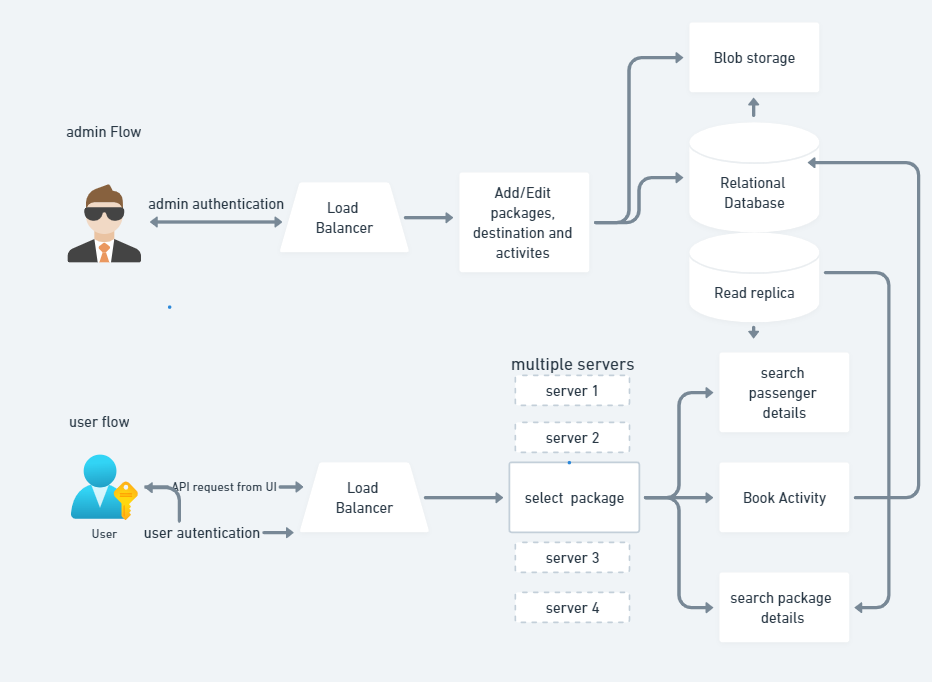 Blob storage
admin Flow
admin authentication
Load
Balancer
Add/Edit
packages,
destination and
activites
Relational
Database
Read replica
multiple servers
server 1
search
passenger
details
user flow
server 2
API request from UI
Load
Balancer
select package
Book Activity
User
user autentication
server 3
server 4
search package
details